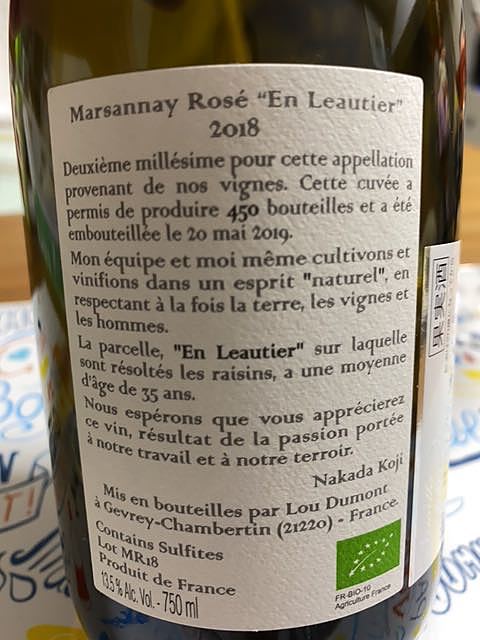 Marsannay Rosé "En Leautier"
2018
Deuxième millésime pour cette appellation
provenant de nos vignes. Cette cuvée a
permis de produire 450 bouteilles et a été
embouteillée le 20 mai 2019.
Mon équipe et moi même cultivons et
vinifions dans un esprit "naturel", en
respectant à la fois la terre, les vignes et
les hommes.
La parcelle, "En Leautier" sur laquelle
sont résoltés les raisins, a une moyenne
d'âge de 35 ans.
Nous espérons que vous apprécierez
ce vin, résultat de la passion portée
à notre travail et à notre terroir.
Nakada Koji
Mis en bouteilles par Lou Dumont
à Gevrey-Chambertin (21220) - France.
Contains Sulfites
Lot MR18
Produit de France
13,5 % Alc. Vol. - 750 ml
FR-BIO-10
Agriculture France
果実酒